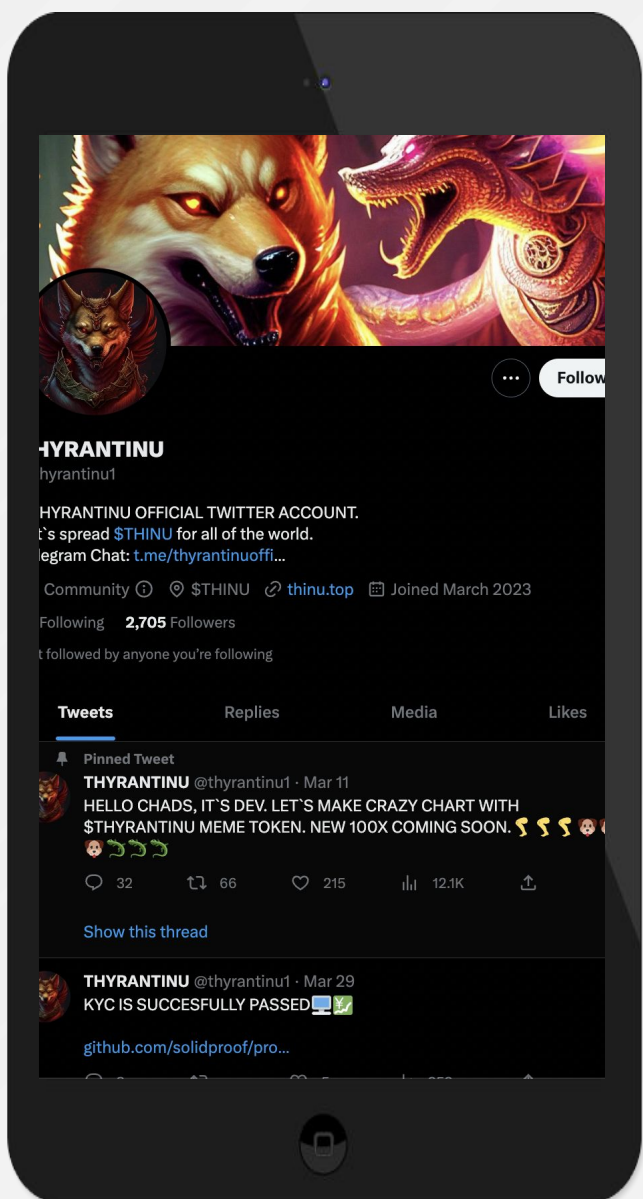 HYRANTINU
hyrantinu1
HYRANTINU OFFICIAL TWITTER ACCOUNT.
t`s spread $THINU for all of the world.
legram Chat: t.me/thyrantinuoffi...
Community $THINU thinu.top Joined March 2023
Following 2,705 Followers
t followed by anyone you're following
Follow
Tweets Replies Media Likes
Pinned Tweet
THYRANTINU @thyrantinu1 · Mar 11
HELLO CHADS, IT`S DEV. LET`S MAKE CRAZY CHART WITH
$THYRANTINU MEME TOKEN. NEW 100X COMING SOON.
32 66 215 12.1K
Show this thread
THYRANTINU @thyrantinu1 · Mar 29
KYC IS SUCCESFULLY PASSED
github.com/solidproof/pro...